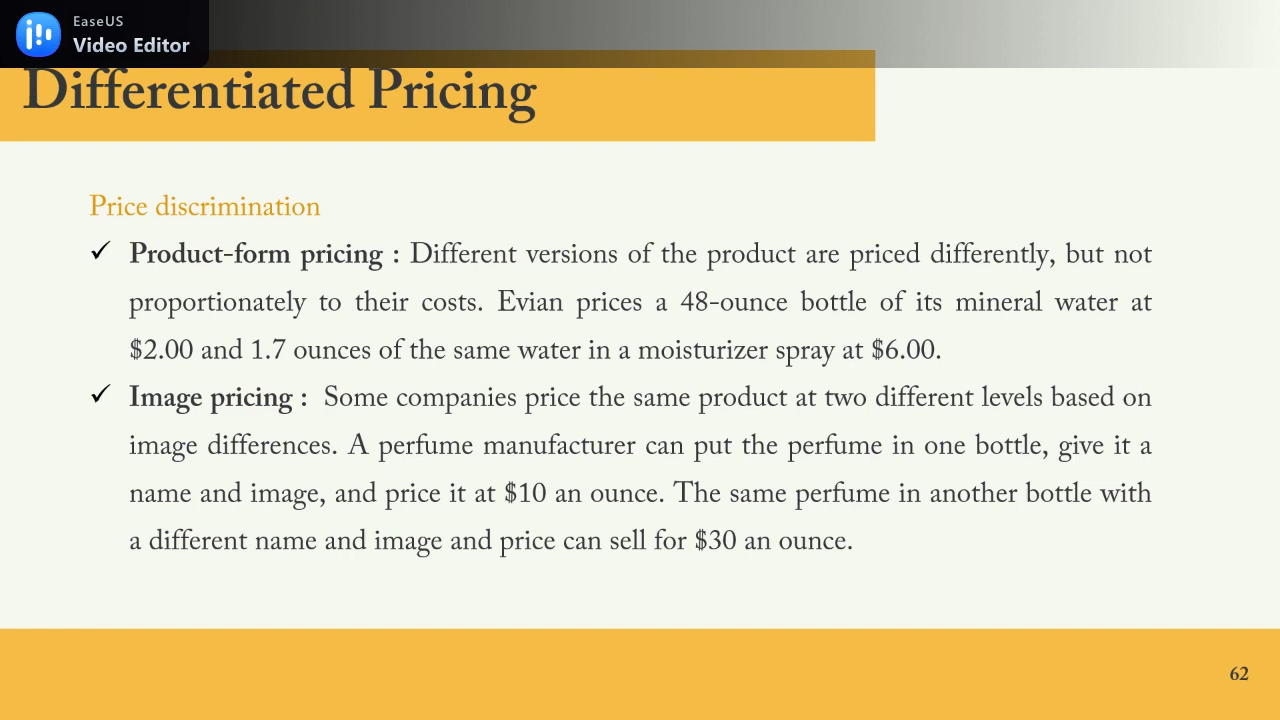 EaseUS
Video Editor
Differentiated Pricing
Price discrimination
✓ Product-form pricing : Different versions of the product are priced differently, but not
proportionately to their costs. Evian prices a 48-ounce bottle of its mineral water at
$2.00 and 1.7 ounces of the same water in a moisturizer spray at $6.00.
✓ Image pricing : Some companies price the same product at two different levels based on
image differences. A perfume manufacturer can put the perfume in one bottle, give it a
name and image, and price it at $10 an ounce. The same perfume in another bottle with
a different name and image and price can sell for $30 an ounce.
62